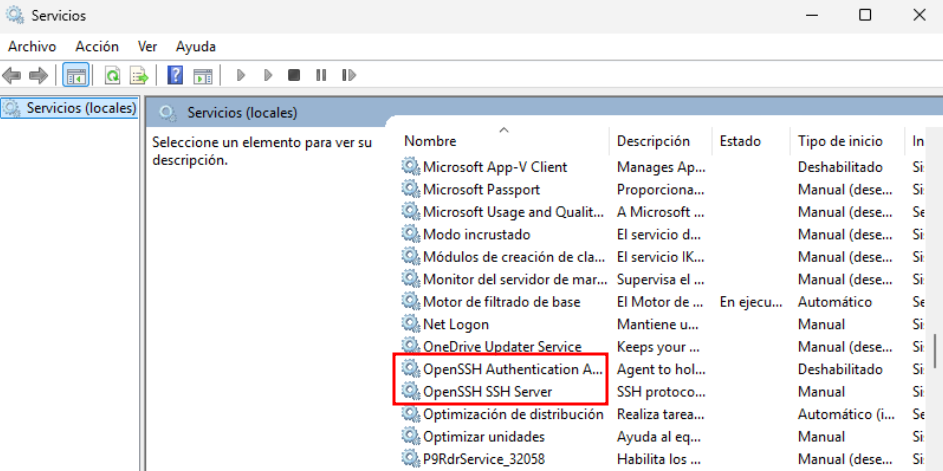 Servicios
Archivo Acción Ver Ayuda
Servicios (locales)
Servicios (locales)
Seleccione un elemento para ver su
descripción.
Nombre Descripción Estado Tipo de inicio In
Microsoft App-V Client Manages Ap... Deshabilitado Si
Microsoft Passport Proporciona... Manual (dese... Si
Microsoft Usage and Qualit... A Microsoft ... Manual (dese... Se
Modo incrustado El servicio d... Manual (dese... Si
Módulos de creación de cla... El servicio IK... Manual (dese... Si
Monitor del servidor de mar... Supervisa el ... Manual (dese... Si
Motor de filtrado de base El Motor de ... En ejecu... Automático Se
Net Logon Mantiene u... Manual Si
OneDrive Updater Service Keeps your ... Manual (dese... Si
OpenSSH Authentication A... Agent to hol... Deshabilitado Si
OpenSSH SSH Server SSH protoco... Manual Si
Optimización de distribución Realiza tarea... Automático (i... Se
Optimizar unidades Ayuda al eq... Manual Si
P9RdrService_32058 Habilita los ... Manual (dese... Si